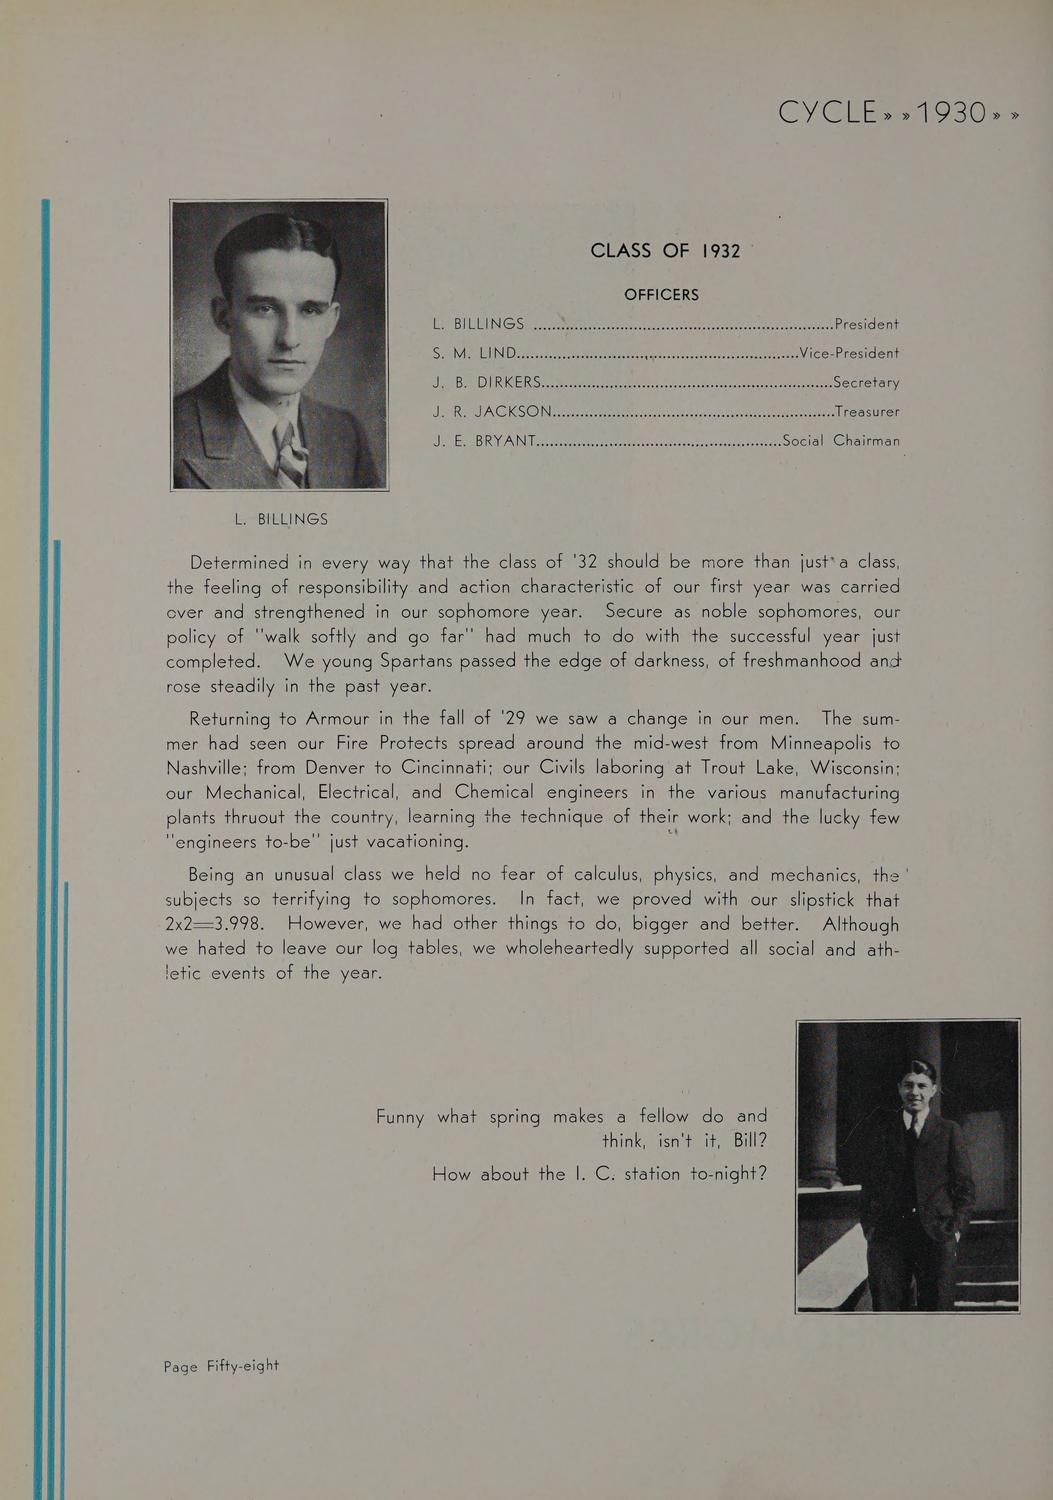 CYCLE » » 1930 » »
CLASS OF 1932
OFFICERS
L. BILLINGS ........ President
S. M. LIND ........ Vice-President
J. B. DIRKERS ........ Secretary
J. R. JACKSON ........ Treasurer
J. E. BRYANT ........ Social Chairman
L. BILLINGS
Determined in every way that the class of '32 should be more than just a class,
the feeling of responsibility and action characteristic of our first year was carried
over and strengthened in our sophomore year. Secure as noble sophomores, our
policy of "walk softly and go far" had much to do with the successful year just
completed. We young Spartans passed the edge of darkness, of freshmanhood and
rose steadily in the past year.
Returning to Armour in the fall of '29 we saw a change in our men. The sum-
mer had seen our Fire Protects spread around the mid-west from Minneapolis to
Nashville; from Denver to Cincinnati; our Civils laboring at Trout Lake, Wisconsin;
our Mechanical, Electrical, and Chemical engineers in the various manufacturing
plants thruout the country, learning the technique of their work; and the lucky few
"engineers to-be" just vacationing.
Being an unusual class we held no fear of calculus, physics, and mechanics, the
subjects so terrifying to sophomores. In fact, we proved with our slipstick that
2x2=3.998. However, we had other things to do, bigger and better. Although
we hated to leave our log tables, we wholeheartedly supported all social and ath-
letic events of the year.
Funny what spring makes a fellow do and
think, isn't it, Bill?
How about the I. C. station to-night?
Page Fifty-eight